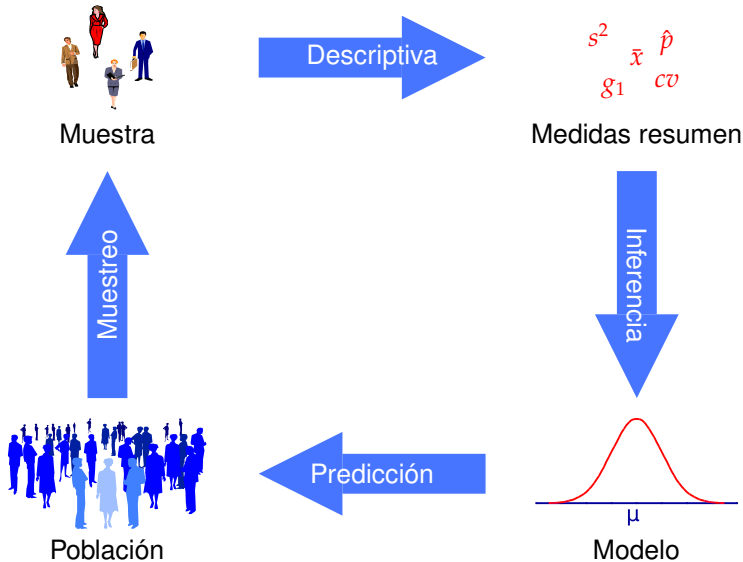 Descriptiva
s² x̄ p̂
g₁ cv
Muestra
Medidas resumen
Muestreo
Inferencia
Predicción
μ
Población
Modelo